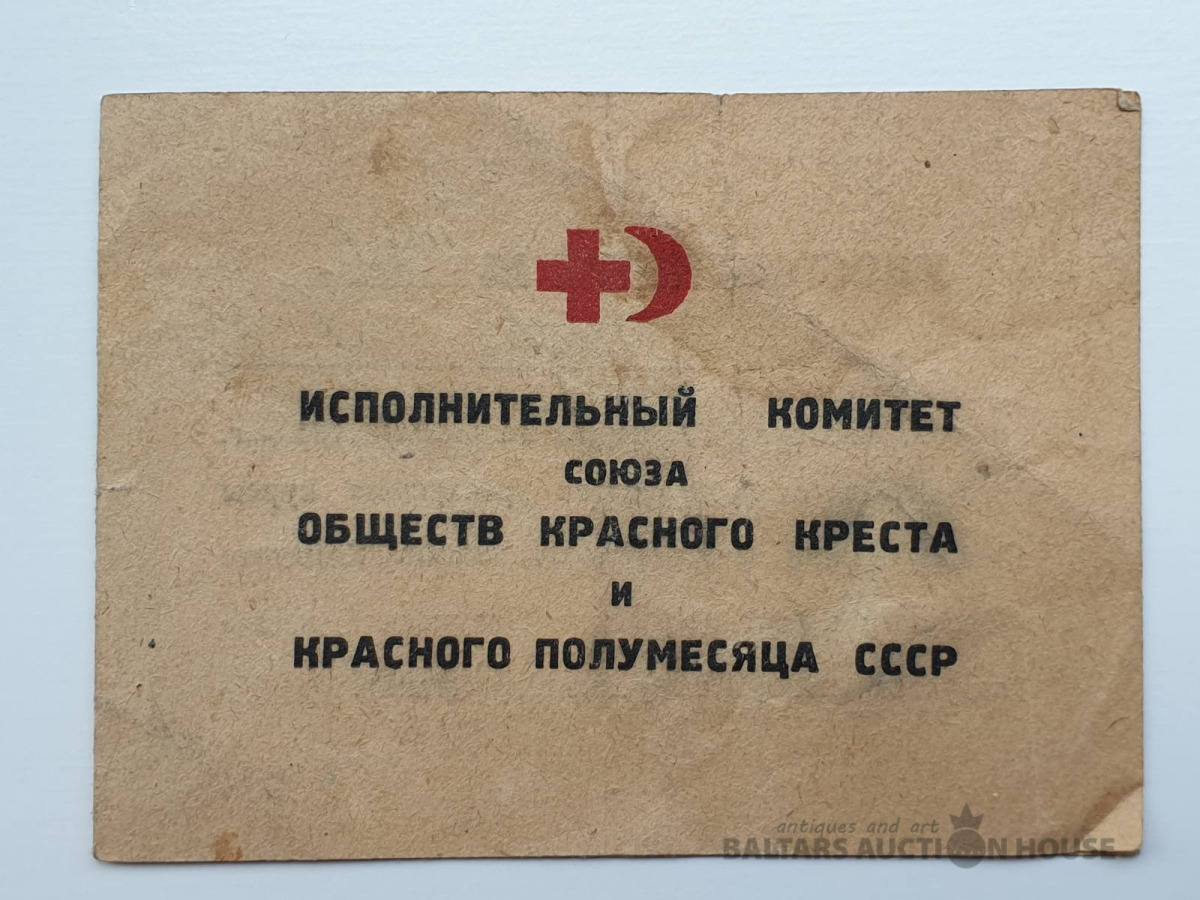 ИСПОЛНИТЕЛЬНЫЙ КОМИТЕТ
СОЮЗА
ОБЩЕСТВ КРАСНОГО КРЕСТА
И
КРАСНОГО ПОЛУМЕСЯЦА СССР
antiques and art
BALTARS AUCTION HOUSE